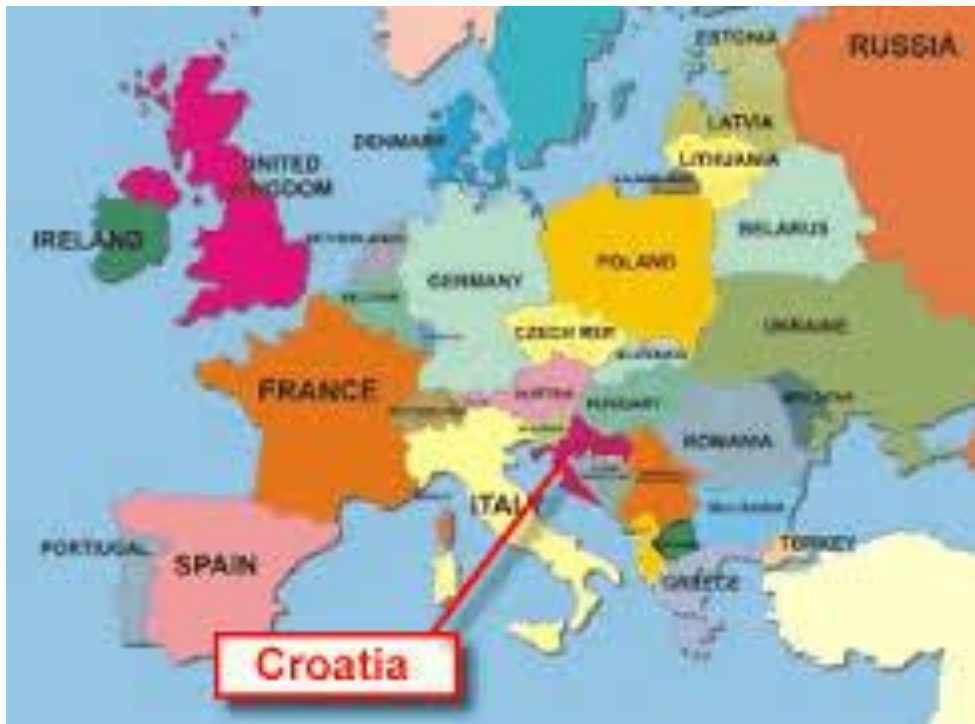 ESTONIA
RUSSIA
LATVIA
DENMARK
LITHUANIA
UNITED
KINGDOM
BELARUS
IRELAND
NETHERLANDS
POLAND
GERMANY
UKRAINE
CZECH REP
FRANCE
AUSTRIA
HUNGARY
ROMANIA
ITALY
BULGARIA
PORTUGAL
TURKEY
SPAIN
GREECE
Croatia